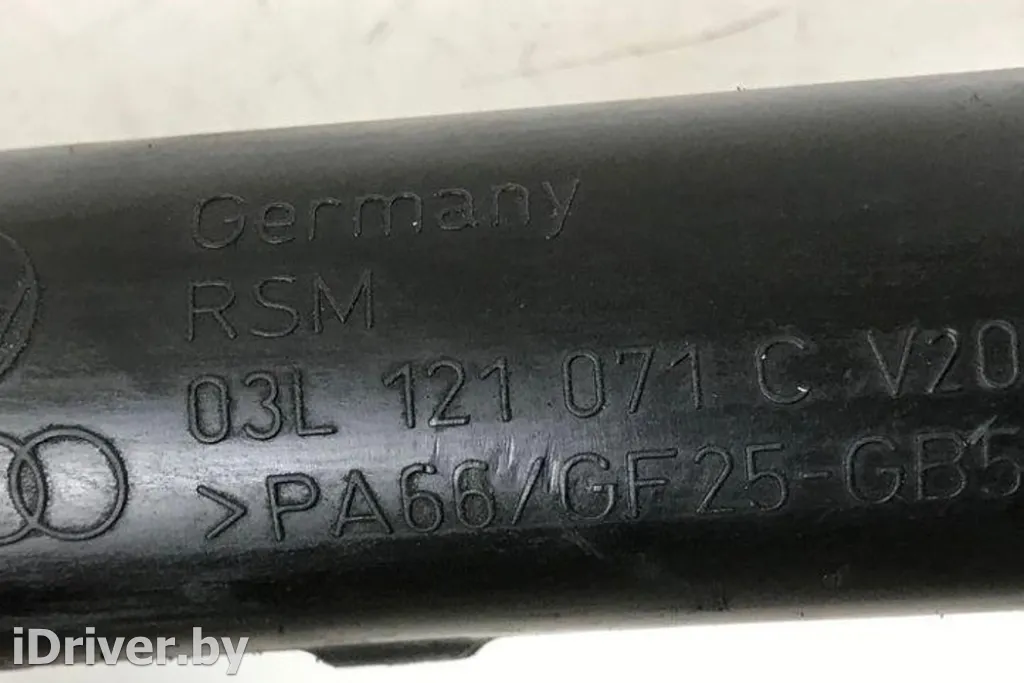 Germany
RSM
03L 121 071 C V20
>PA66/GF25-GB5
iDriver.by